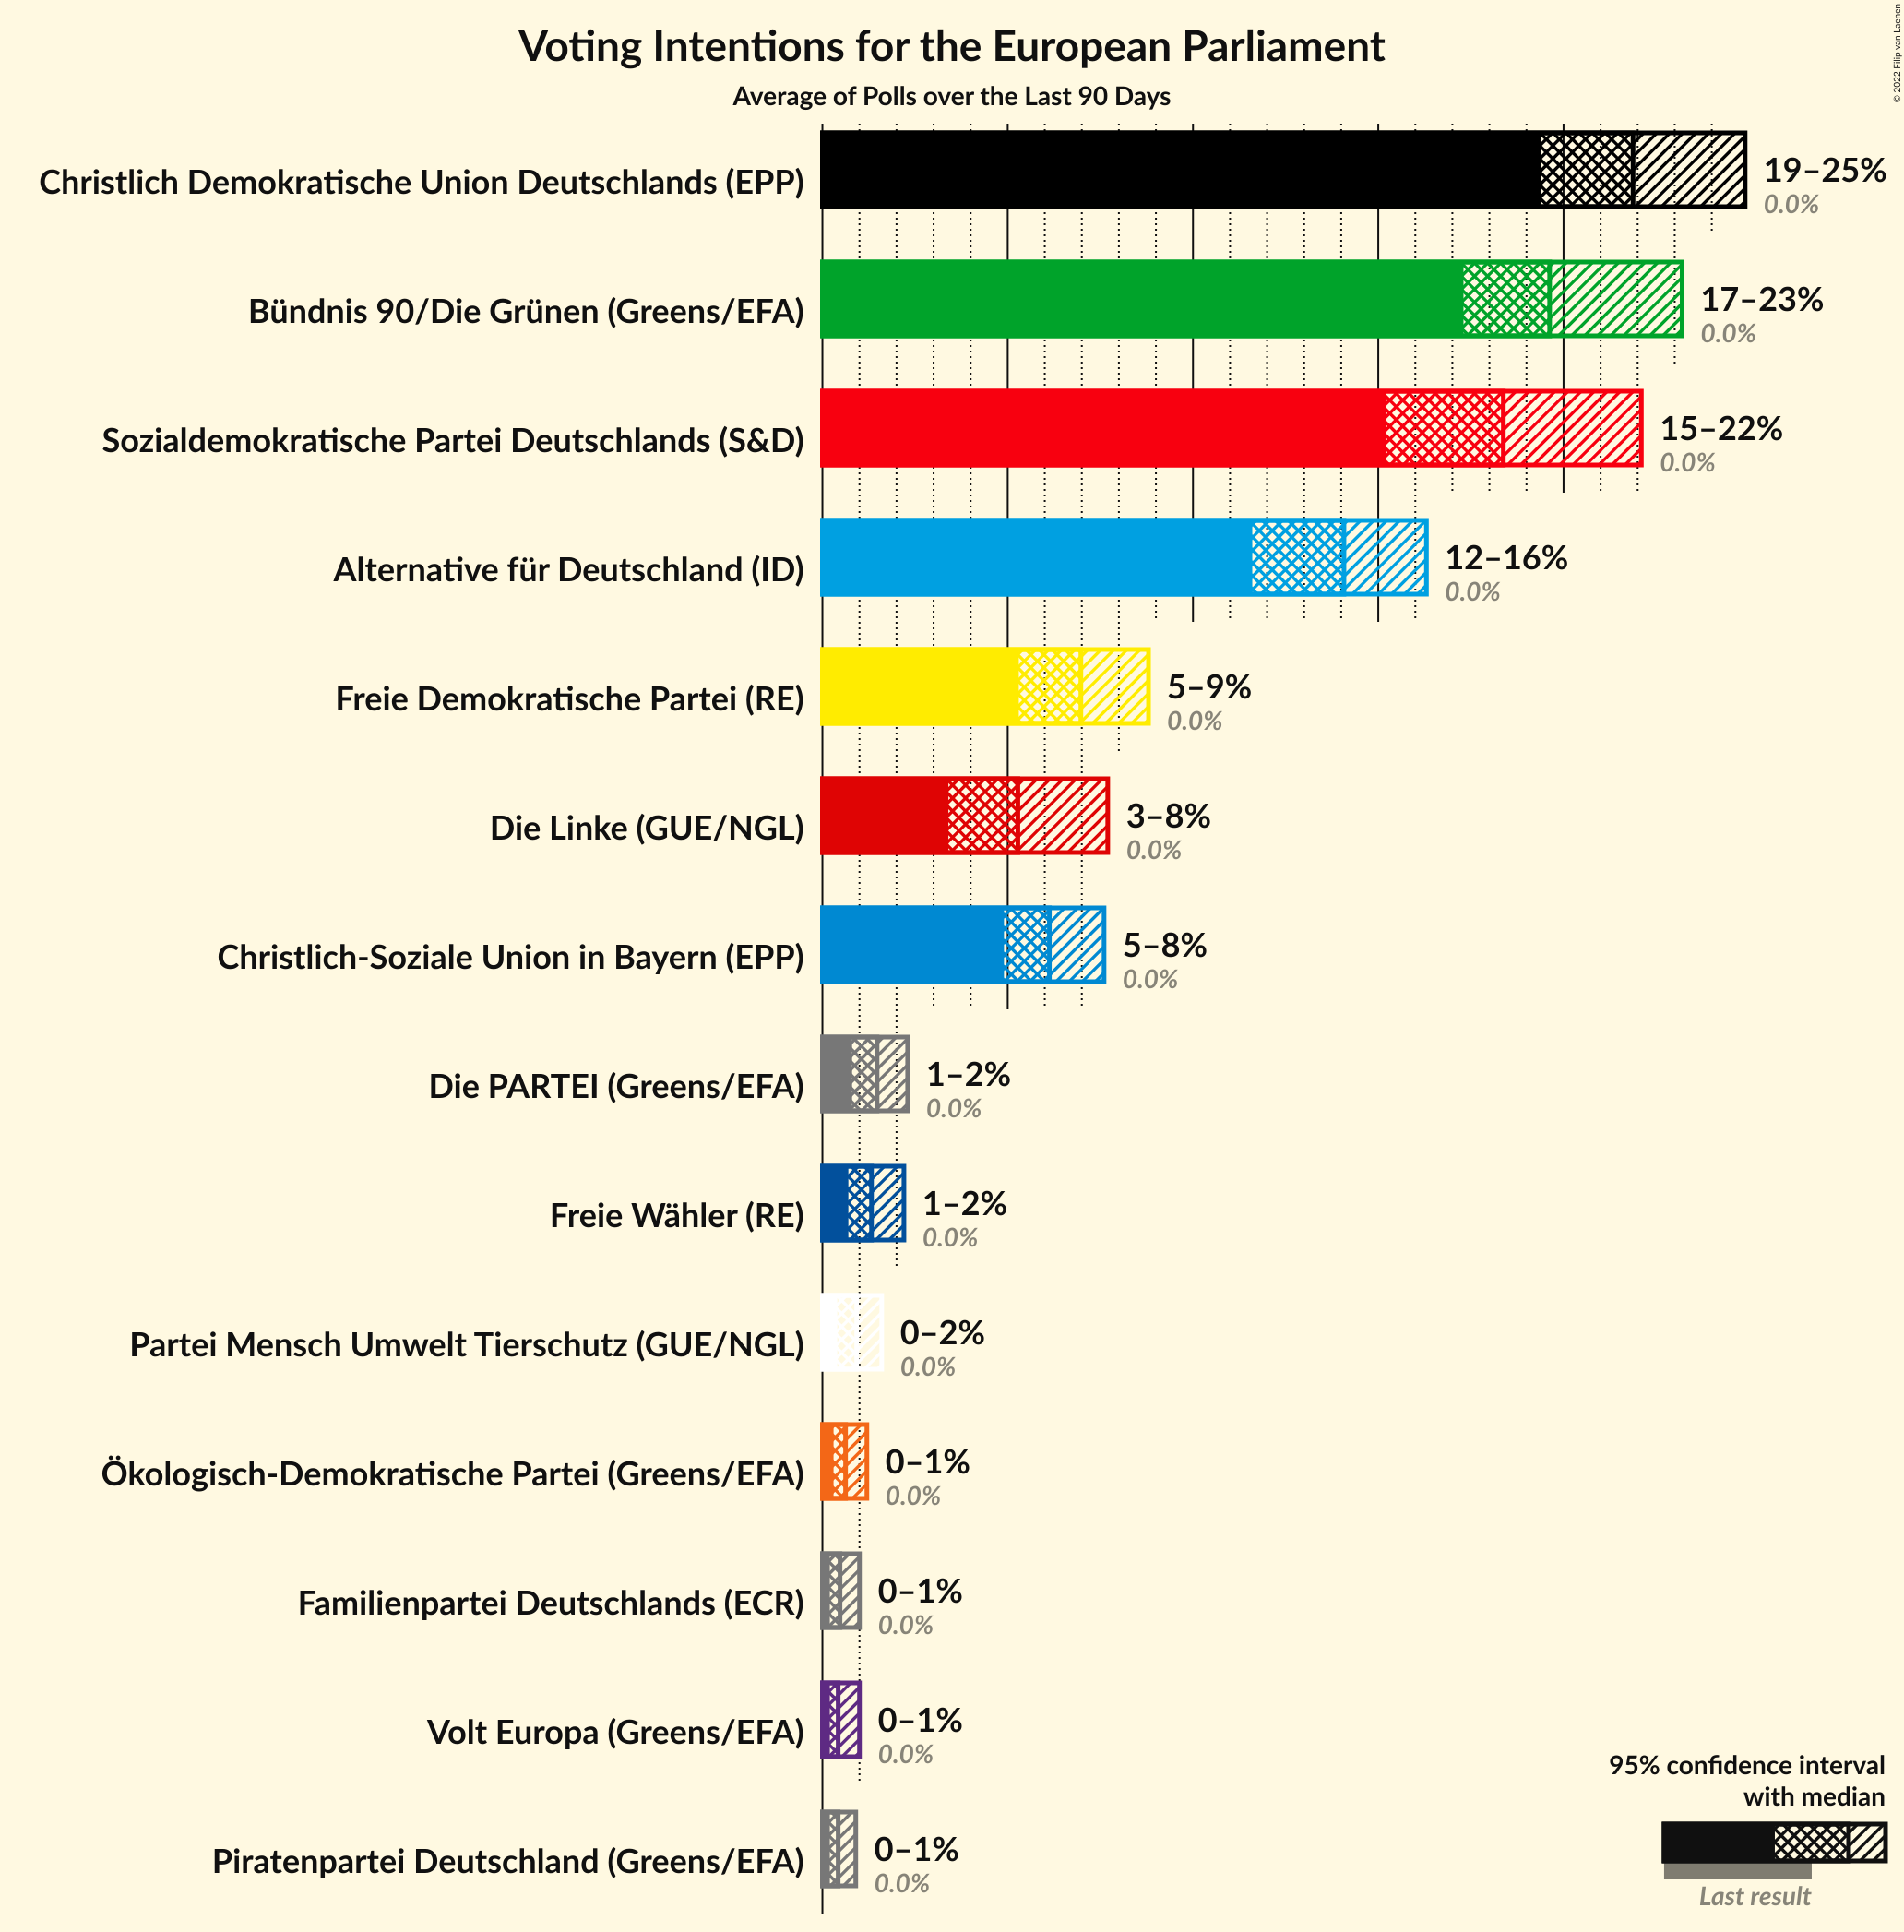 Voting Intentions for the European Parliament
Average of Polls over the Last 90 Days
© 2022 Filip van Laenen
Christlich Demokratische Union Deutschlands (EPP)
19–25%
0.0%
Bündnis 90/Die Grünen (Greens/EFA)
17–23%
0.0%
Sozialdemokratische Partei Deutschlands (S&D)
15–22%
0.0%
Alternative für Deutschland (ID)
12–16%
0.0%
Freie Demokratische Partei (RE)
5–9%
0.0%
Die Linke (GUE/NGL)
3–8%
0.0%
Christlich-Soziale Union in Bayern (EPP)
5–8%
0.0%
Die PARTEI (Greens/EFA)
1–2%
0.0%
Freie Wähler (RE)
1–2%
0.0%
Partei Mensch Umwelt Tierschutz (GUE/NGL)
0–2%
0.0%
Ökologisch-Demokratische Partei (Greens/EFA)
0–1%
0.0%
Familienpartei Deutschlands (ECR)
0–1%
0.0%
Volt Europa (Greens/EFA)
0–1%
0.0%
Piratenpartei Deutschland (Greens/EFA)
0–1%
0.0%
95% confidence interval
with median
Last result